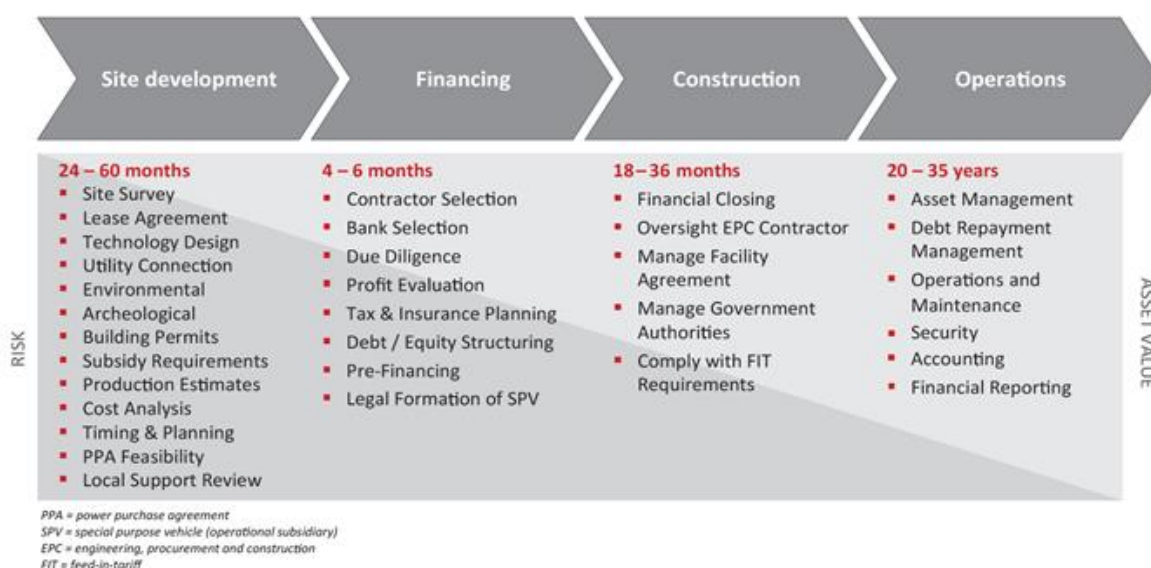 Site development
Financing
Construction
Operations
24 – 60 months
Site Survey
Lease Agreement
Technology Design
Utility Connection
Environmental
Archeological
Building Permits
Subsidy Requirements
Production Estimates
Cost Analysis
Timing & Planning
PPA Feasibility
Local Support Review
4 – 6 months
Contractor Selection
Bank Selection
Due Diligence
Profit Evaluation
Tax & Insurance Planning
Debt / Equity Structuring
Pre-Financing
Legal Formation of SPV
18 – 36 months
Financial Closing
Oversight EPC Contractor
Manage Facility
Agreement
Manage Government
Authorities
Comply with FIT
Requirements
20 – 35 years
Asset Management
Debt Repayment
Management
Operations and
Maintenance
Security
Accounting
Financial Reporting
RISK
ASSET VALUE
PPA = power purchase agreement
SPV = special purpose vehicle (operational subsidiary)
EPC = engineering, procurement and construction
FIT = feed-in-tariff